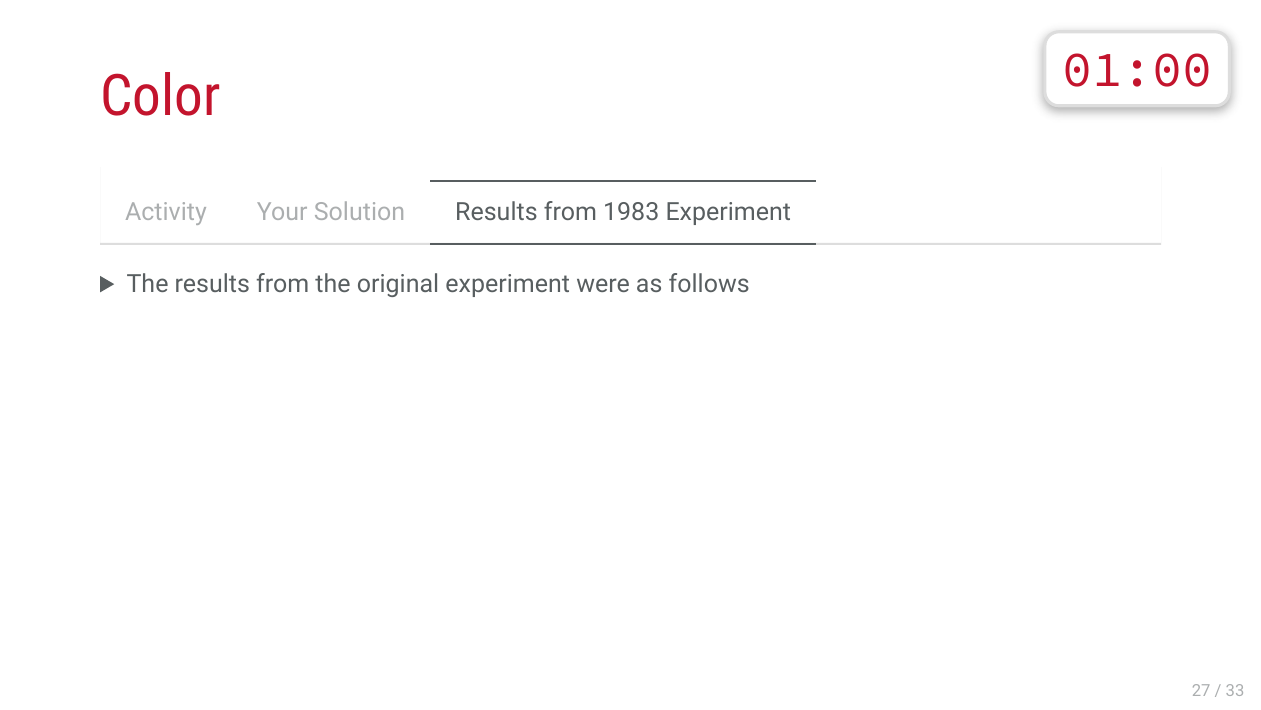 Color
01:00
Activity Your Solution Results from 1983 Experiment
The results from the original experiment were as follows
27 / 33